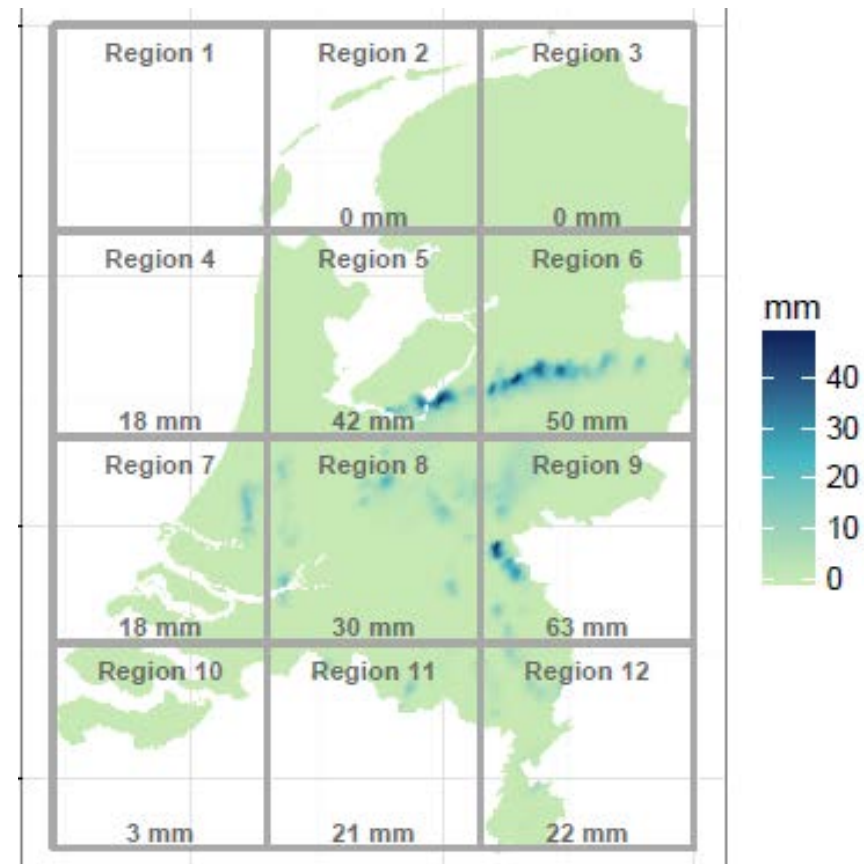 Region 1
Region 2
Region 3
0 mm
0 mm
Region 4
Region 5
Region 6
18 mm
42 mm
50 mm
Region 7
Region 8
Region 9
18 mm
30 mm
63 mm
Region 10
Region 11
Region 12
3 mm
21 mm
22 mm
mm
40
30
20
10
0